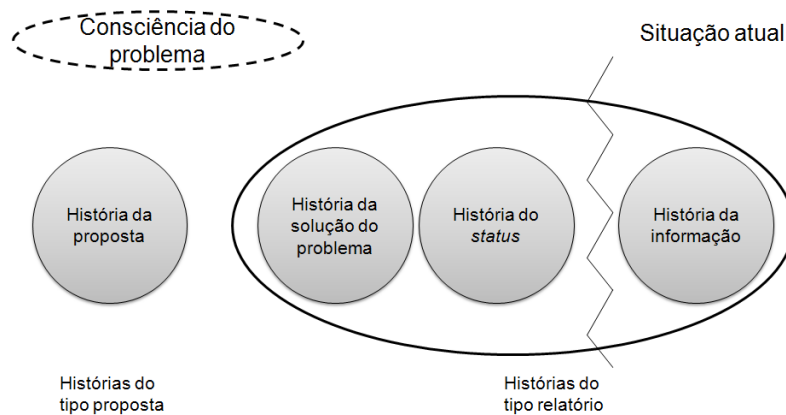 Consciência do
problema
Situação atual
História da
proposta
História da
solução do
problema
História do
status
História da
informação
Histórias do
tipo proposta
Histórias do
tipo relatório